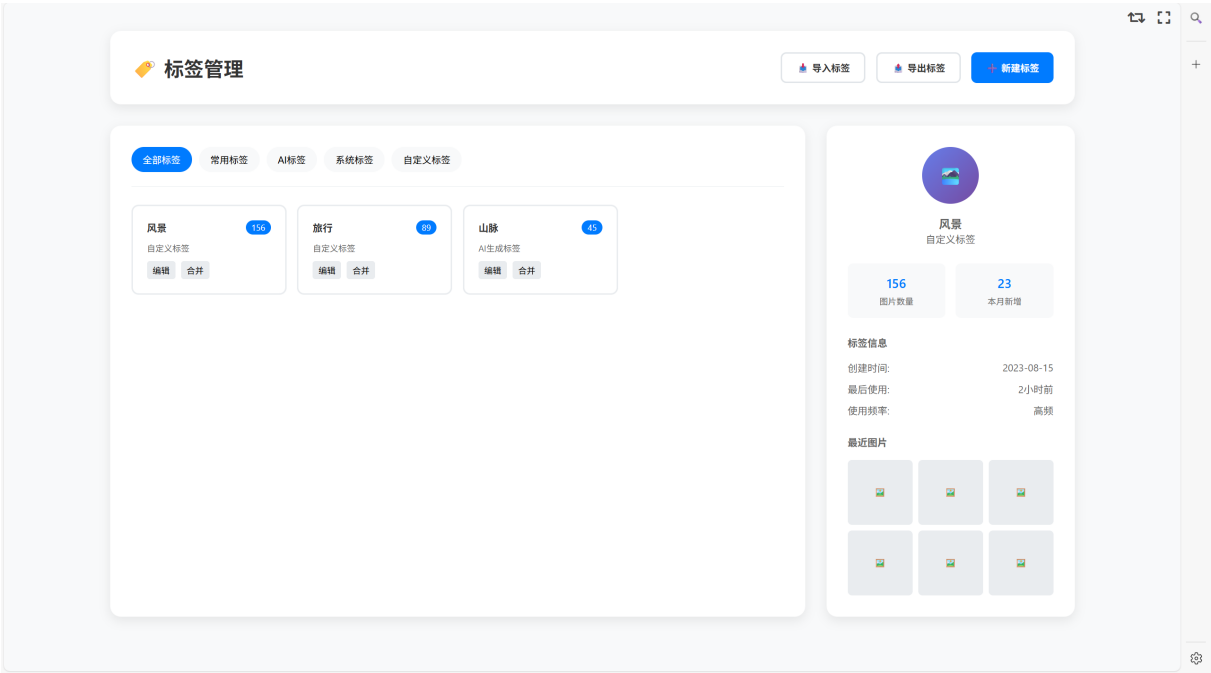 标签管理
导入标签
导出标签
新建标签
全部标签
常用标签
AI标签
系统标签
自定义标签
风景
156
自定义标签
编辑
合并
旅行
89
自定义标签
编辑
合并
山脉
45
AI生成标签
编辑
合并
风景
自定义标签
156
图片数量
23
本月新增
标签信息
创建时间: 2023-08-15
最后使用: 2小时前
使用频率: 高频
最近图片